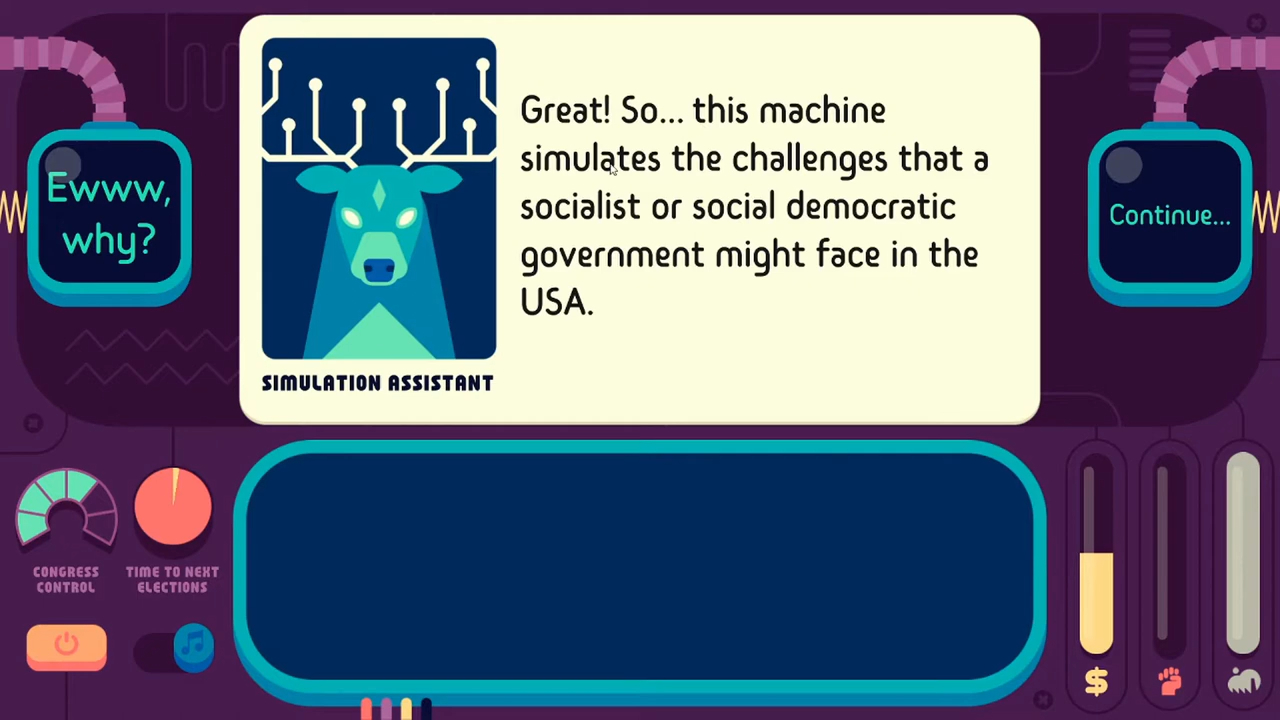 Great! So... this machine
simulates the challenges that a
socialist or social democratic
government might face in the
USA.
SIMULATION ASSISTANT
Ewww,
why?
Continue...
CONGRESS
CONTROL
TIME TO NEXT
ELECTIONS
$